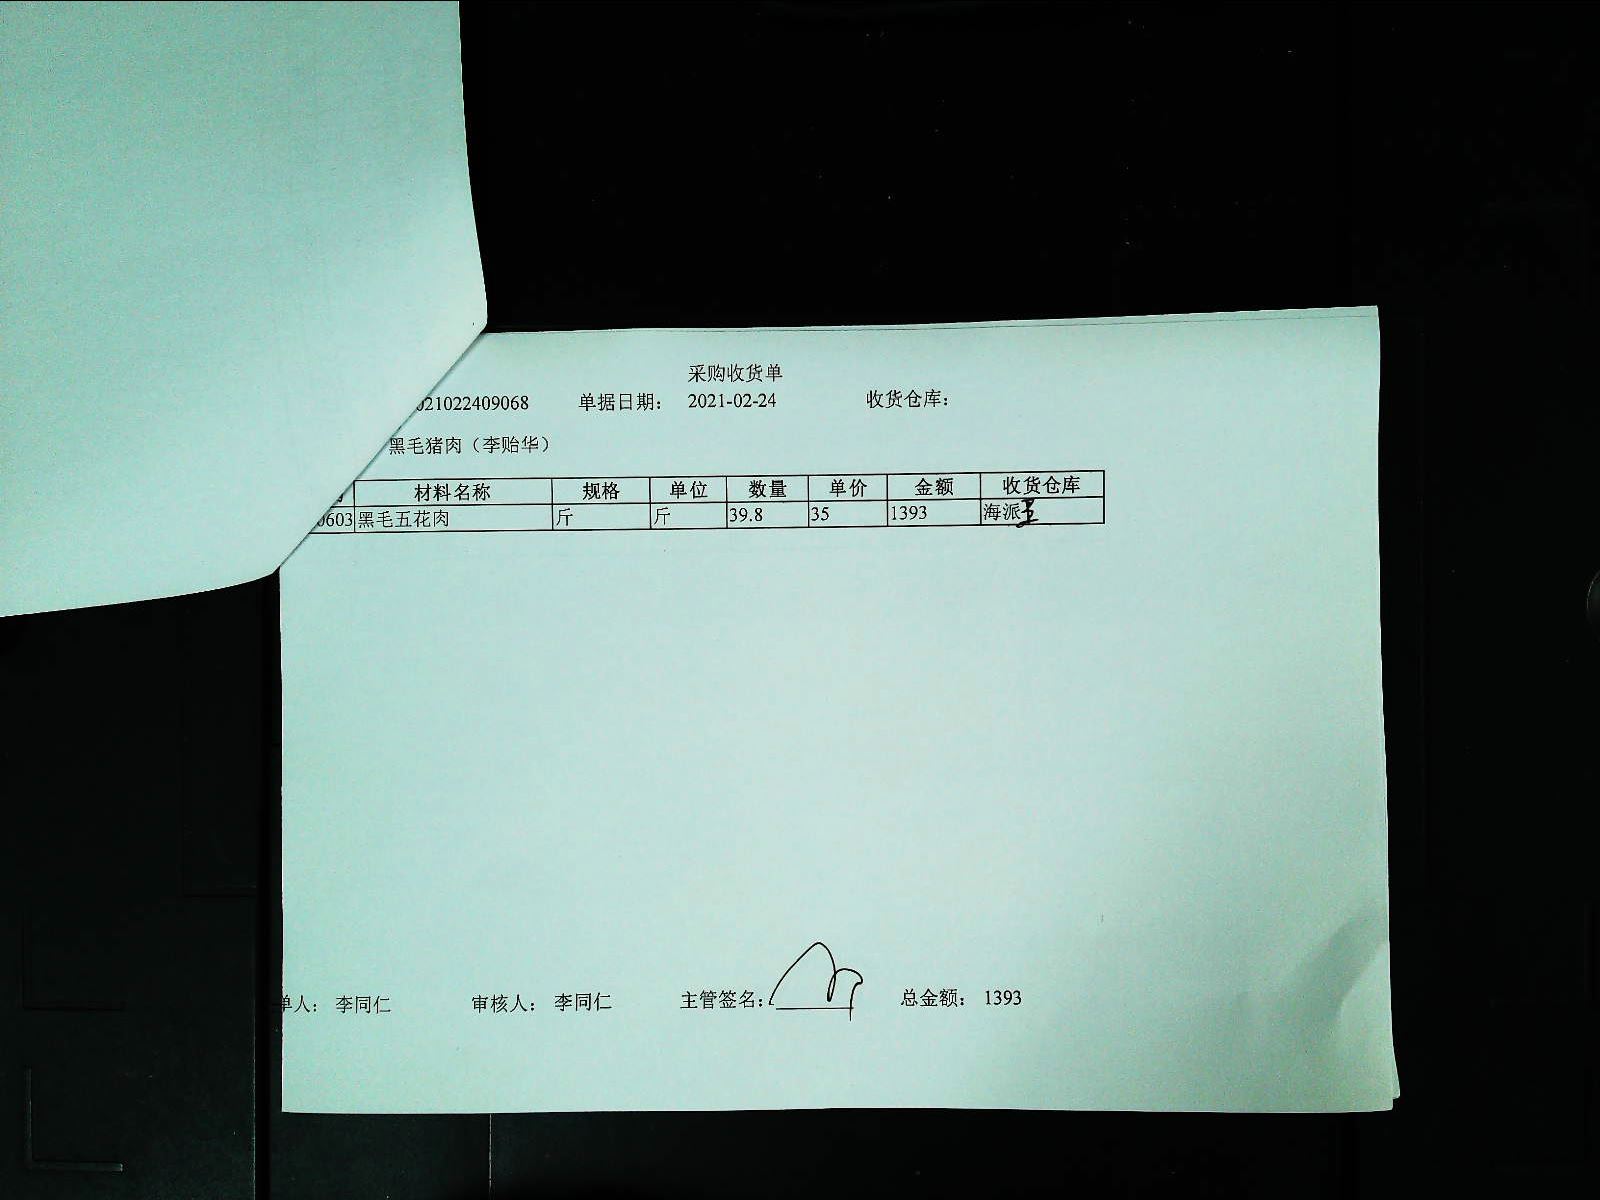 采购收货单
021022409068 单据日期： 2021-02-24 收货仓库：
黑毛猪肉（李贻华）
材料名称 规格 单位 数量 单价 金额 收货仓库
0603 黑毛五花肉 斤 斤 39.8 35 1393 海派
单人： 李同仁 审核人： 李同仁 主管签名： 总金额： 1393